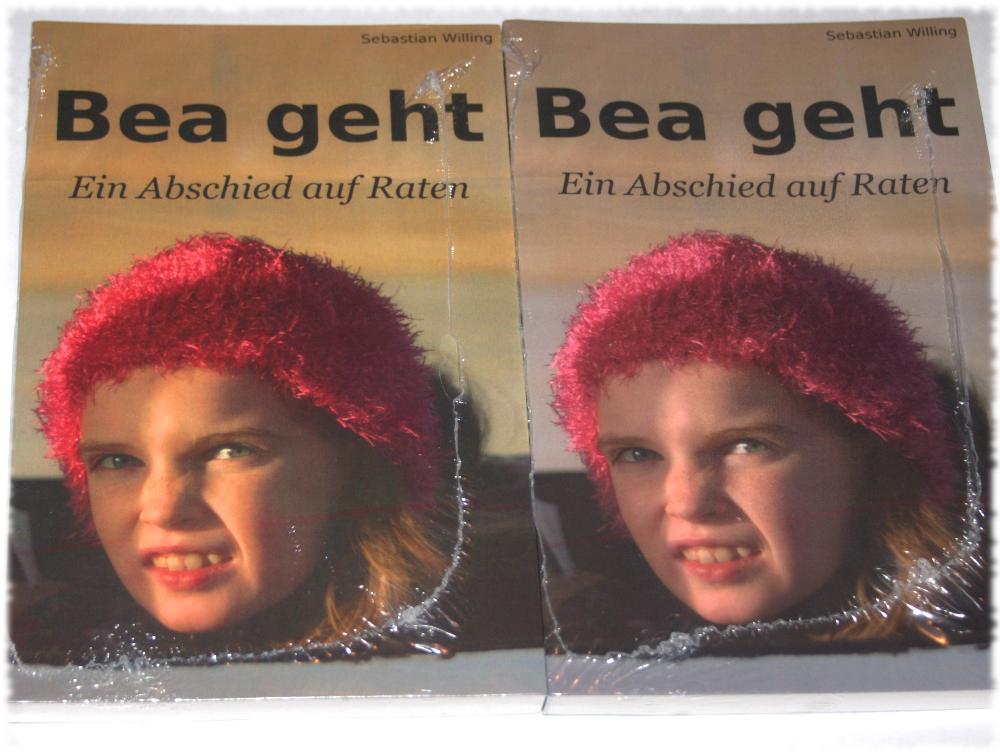 Sebastian Willing
Bea geht
Ein Abschied auf Raten
Sebastian Willing
Bea geht
Ein Abschied auf Raten